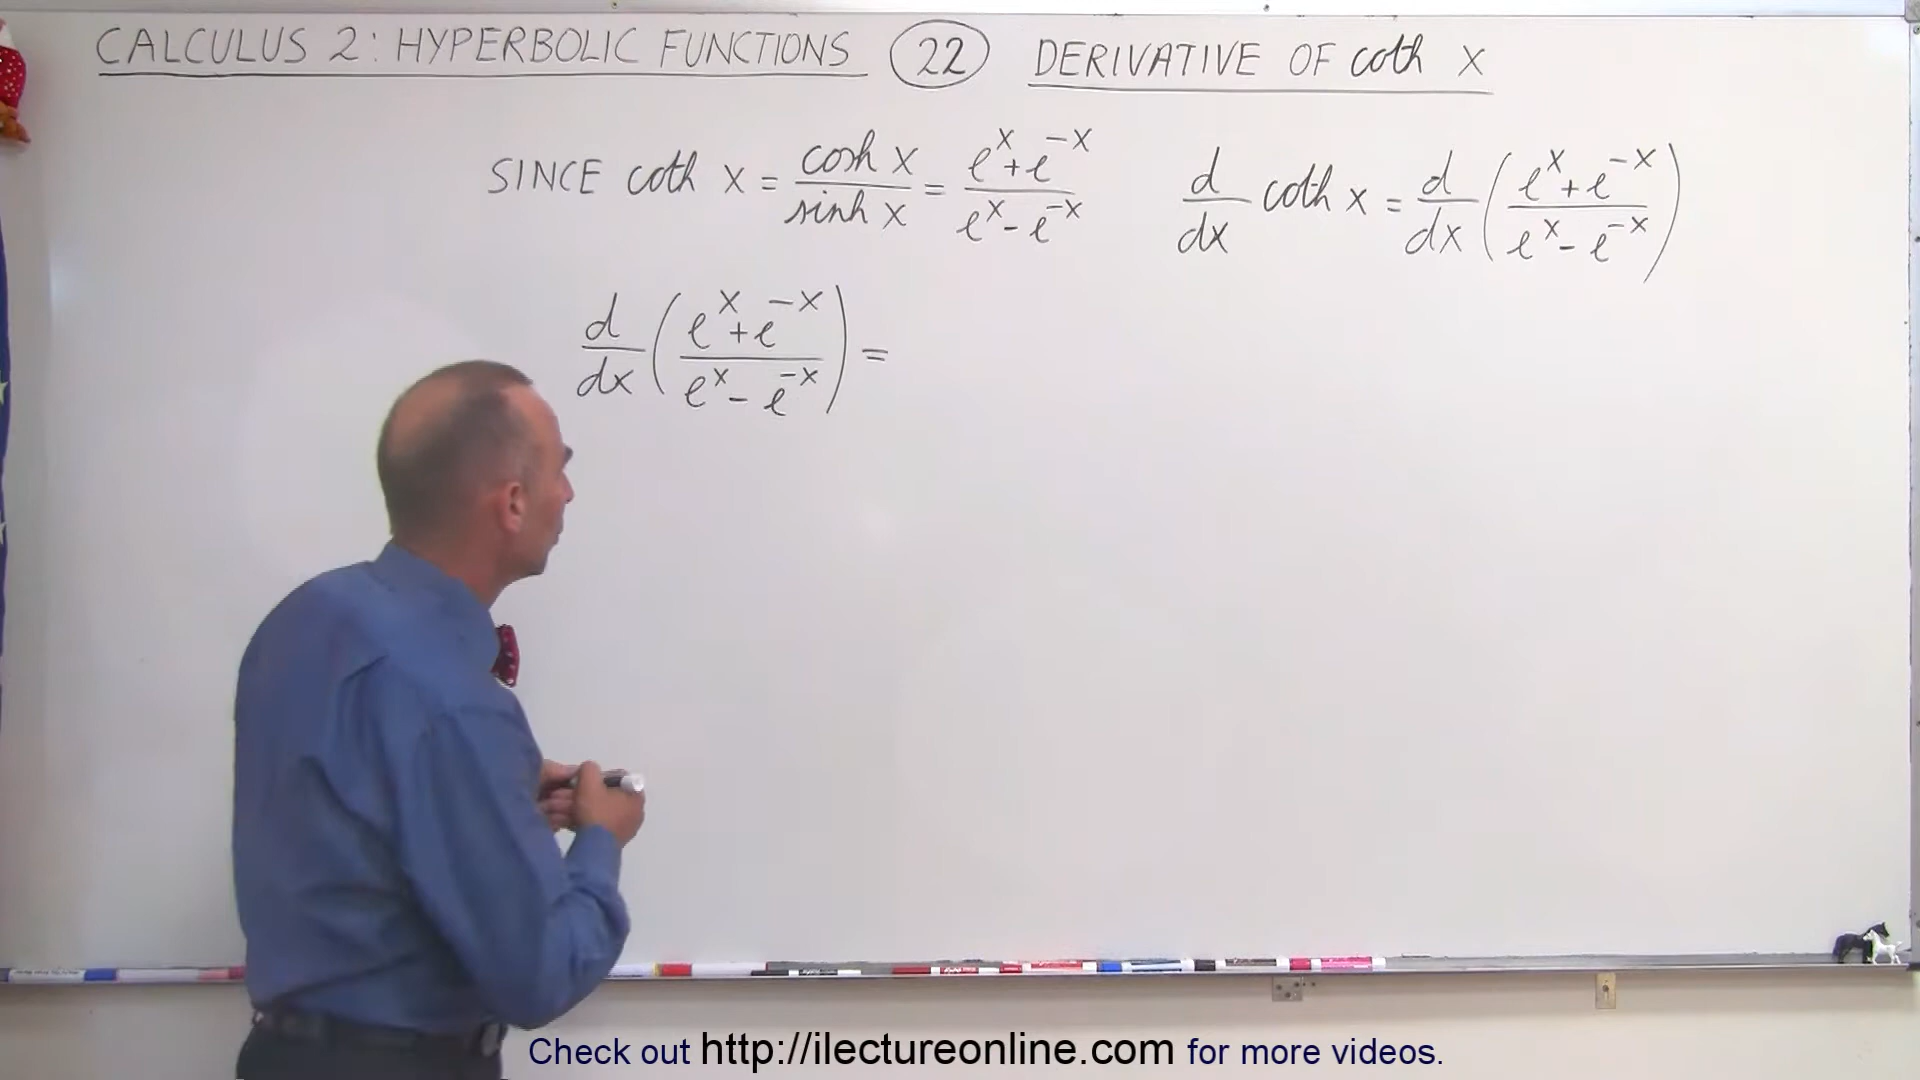 CALCULUS 2: HYPERBOLIC FUNCTIONS 22 DERIVATIVE OF coth x
SINCE coth x = cosh x / sinh x = e^x + e^-x / e^x - e^-x
d/dx coth x = d/dx (e^x + e^-x / e^x - e^-x)
d/dx (e^x + e^-x / e^x - e^-x) =
Check out http://ilectureonline.com for more videos.